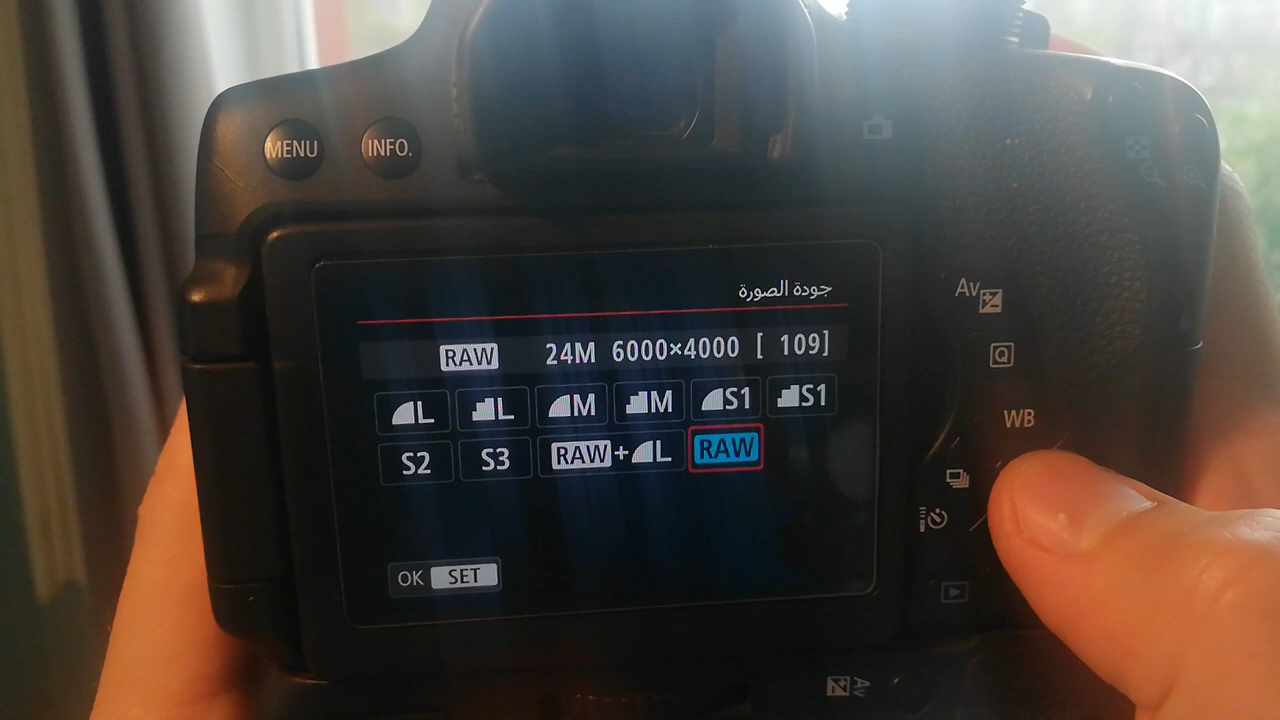 MENU INFO.
جودة الصورة
RAW 24M 6000×4000 [ 109]
L L M M S1 S1
S2 S3 RAW+L RAW
OK SET
Av
Q
WB
Av